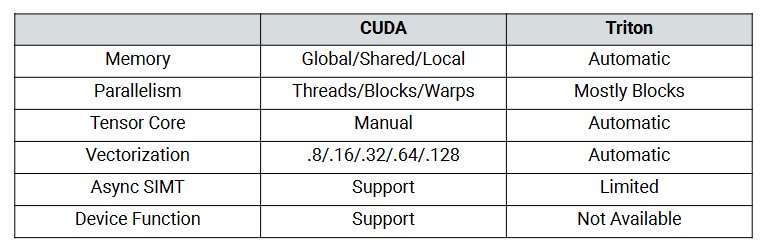 CUDA Triton
Memory Global/Shared/Local Automatic
Parallelism Threads/Blocks/Warps Mostly Blocks
Tensor Core Manual Automatic
Vectorization .8/.16/.32/.64/.128 Automatic
Async SIMT Support Limited
Device Function Support Not Available